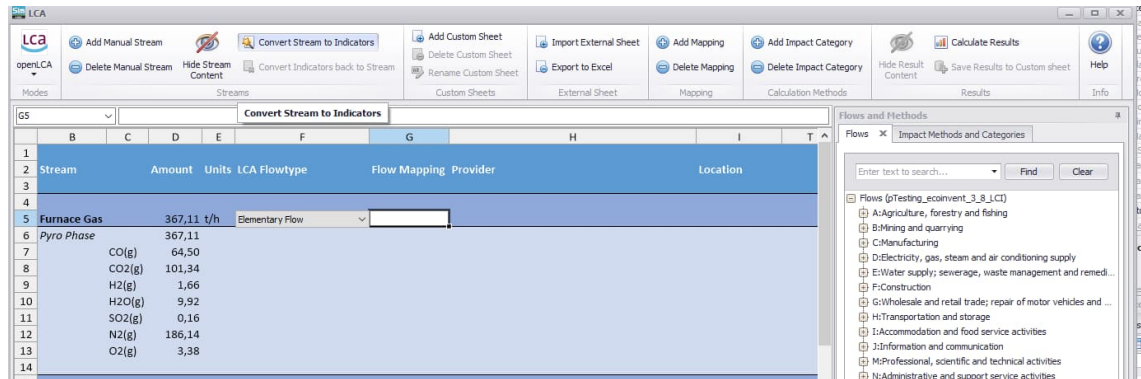 Sim LCA
LCa
openLCA
Modes
Add Manual Stream
Delete Manual Stream
Hide Stream
Content
Convert Stream to Indicators
Convert Indicators back to Stream
Streams
Add Custom Sheet
Delete Custom Sheet
Rename Custom Sheet
Custom Sheets
Import External Sheet
Export to Excel
External Sheet
Add Mapping
Delete Mapping
Mapping
Add Impact Category
Delete Impact Category
Calculation Methods
Hide Result
Content
Calculate Results
Save Results to Custom sheet
Results
Help
Info
G5
Convert Stream to Indicators
B C D E F G H I T
1
2 Stream Amount Units LCA Flowtype Flow Mapping Provider Location
3
4
5 Furnace Gas 367,11 t/h Elementary Flow
6 Pyro Phase 367,11
7 CO(g) 64,50
8 CO2(g) 101,34
9 H2(g) 1,66
10 H2O(g) 9,92
11 SO2(g) 0,16
12 N2(g) 186,14
13 O2(g) 3,38
14
Flows and Methods
Flows Impact Methods and Categories
Enter text to search... Find Clear
Flows (pTesting_ecoinvent_3_8_LCI)
A:Agriculture, forestry and fishing
B:Mining and quarrying
C:Manufacturing
D:Electricity, gas, steam and air conditioning supply
E:Water supply; sewerage, waste management and remedi...
F:Construction
G:Wholesale and retail trade; repair of motor vehicles and ...
H:Transportation and storage
I:Accommodation and food service activities
J:Information and communication
M:Professional, scientific and technical activities
N:Administrative and support service activities